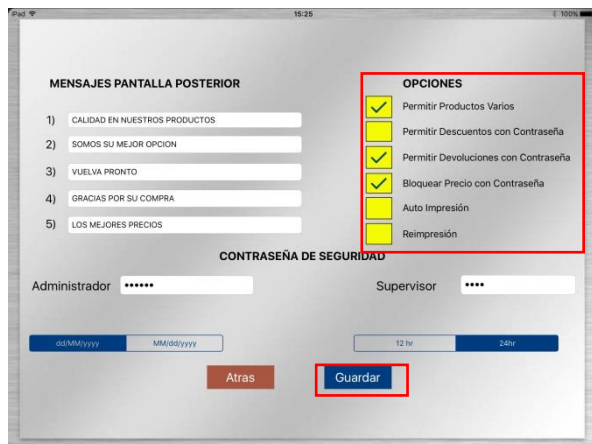 iPad 15:25 100%
MENSAJES PANTALLA POSTERIOR
1) CALIDAD EN NUESTROS PRODUCTOS
2) SOMOS SU MEJOR OPCION
3) VUELVA PRONTO
4) GRACIAS POR SU COMPRA
5) LOS MEJORES PRECIOS
OPCIONES
Permitir Productos Varios
Permitir Descuentos con Contraseña
Permitir Devoluciones con Contraseña
Bloquear Precio con Contraseña
Auto Impresión
Reimpresión
CONTRASEÑA DE SEGURIDAD
Administrador ••••••
Supervisor ••••
dd/MM/yyyy MM/dd/yyyy
12 hr 24hr
Atras Guardar